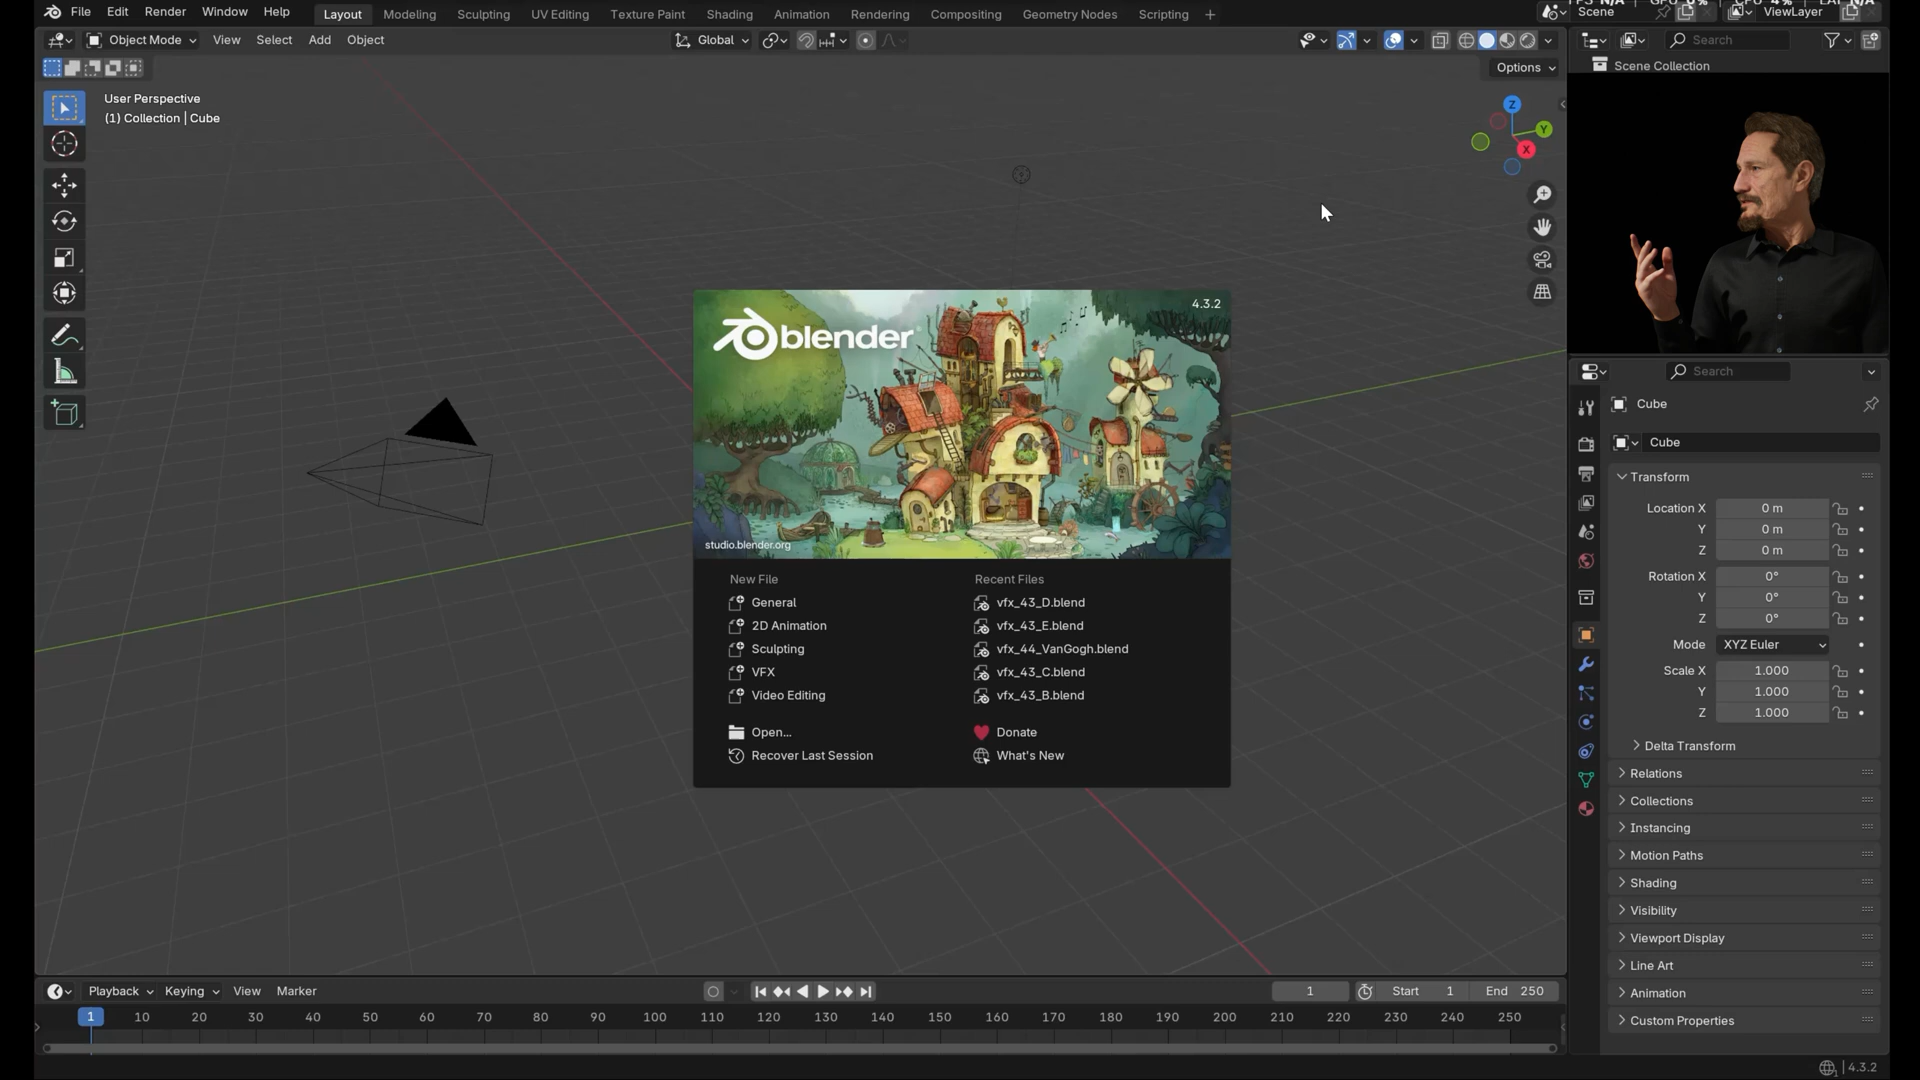 File Edit Render Window Help Layout Modeling Sculpting UV Editing Texture Paint Shading Animation Rendering Compositing Geometry Nodes Scripting + Scene ViewLayer
Object Mode View Select Add Object Global Search
Options
Scene Collection
User Perspective
(1) Collection | Cube
Z
Y
X
4.3.2
blender
studio.blender.org
New File
General
2D Animation
Sculpting
VFX
Video Editing
Open...
Recover Last Session
Recent Files
vfx_43_D.blend
vfx_43_E.blend
vfx_44_VanGogh.blend
vfx_43_C.blend
vfx_43_B.blend
Donate
What's New
Search
Cube
Cube
Transform
Location X 0 m
Y 0 m
Z 0 m
Rotation X 0°
Y 0°
Z 0°
Mode XYZ Euler
Scale X 1.000
Y 1.000
Z 1.000
Delta Transform
Relations
Collections
Instancing
Motion Paths
Shading
Visibility
Viewport Display
Line Art
Animation
Custom Properties
Playback Keying View Marker 1 Start 1 End 250
1 10 20 30 40 50 60 70 80 90 100 110 120 130 140 150 160 170 180 190 200 210 220 230 240 250
4.3.2